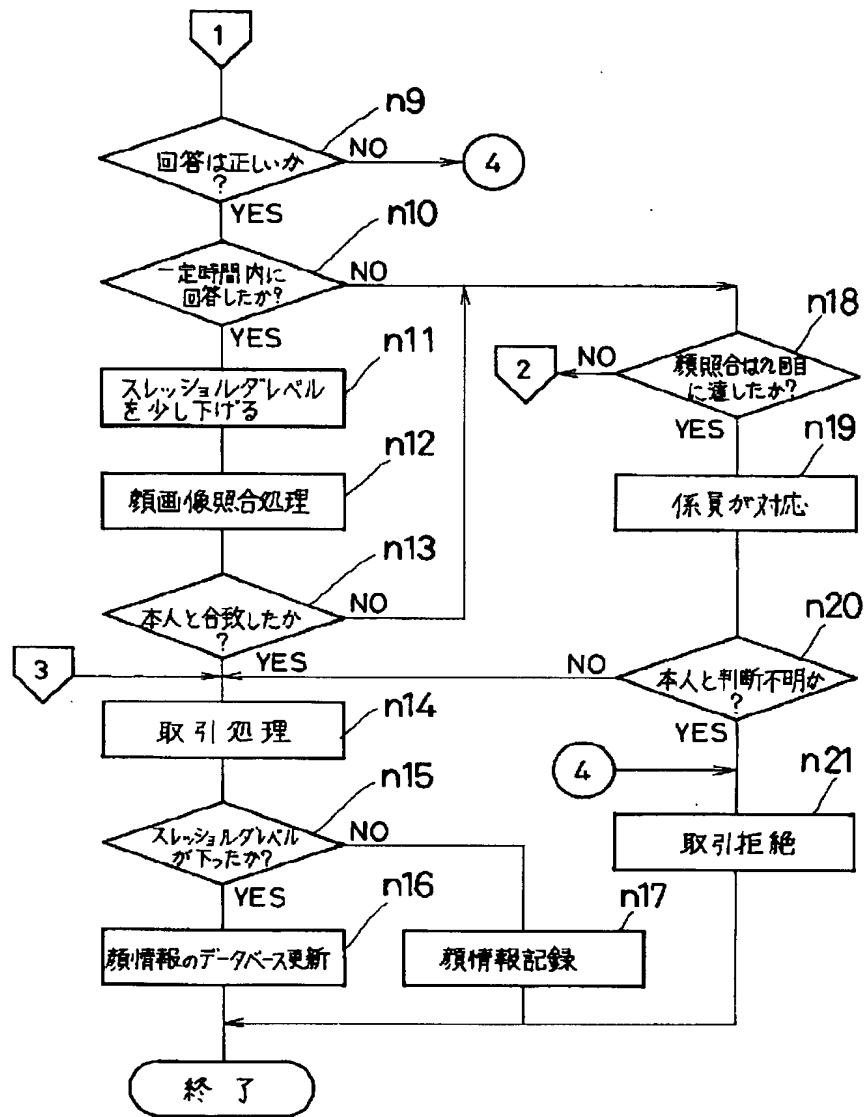 1
n9
回答は正しいか
?
NO
4
YES
n10
一定時間内に
回答したか?
NO
YES
n11
スレッショルダレベル
を少し下げる
n12
顔画像照合処理
n13
本人と合致したか
?
NO
YES
3
n14
取引処理
n15
スレッショルダレベル
が下ったか?
NO
YES
n16
顔情報のデータベース更新
n17
顔情報記録
終了
n18
顔照合はn回目
に達したか?
NO
2
YES
n19
係員が対応
n20
本人と判断不明か
?
NO
YES
4
n21
取引拒絶